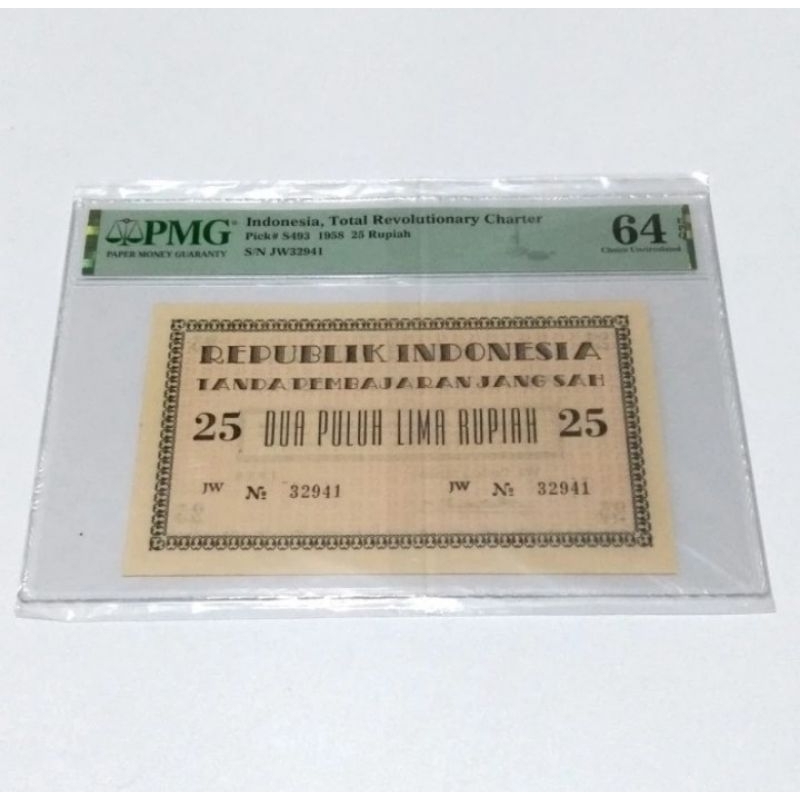 PMG
PAPER MONEY GUARANTY
Indonesia, Total Revolutionary Charter
Pick# S493 1958 25 Rupiah
S/N JW32941
64 EPQ
Choice Uncirculated
REPUBLIK INDONESIA
TANDA PEMBAJARAN JANG SAH
25 DUA PULUH LIMA RUPIAH 25
JW № 32941 JW № 32941